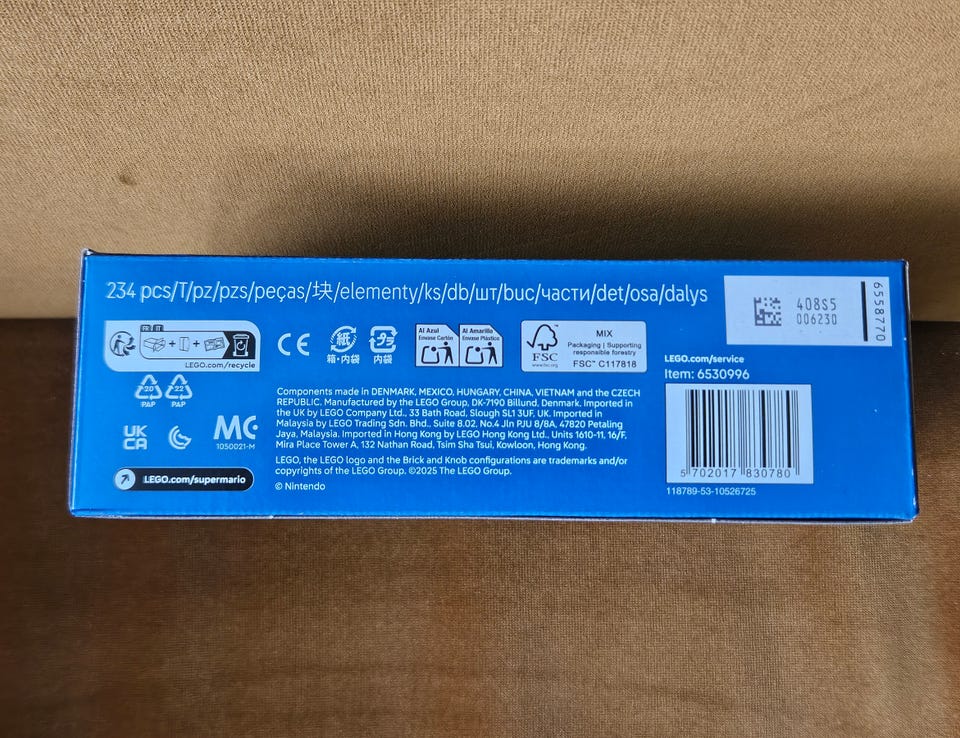 234 pcs/T/pz/pzs/peças/块/elementy/ks/db/шт/buc/части/det/osa/dalys
408S5
006230
6558770
FR IT
LEGO.com/recycle
CE
紙
箱・内袋
プラ
内袋
Al Azul
Envase Cartón
Al Amarillo
Envase Plástico
FSC
www.fsc.org
MIX
Packaging | Supporting
responsible forestry
FSC™ C117818
LEGO.com/service
Item: 6530996
20
PAP
22
PAP
UK
CA
MC
1050021-M
LEGO.com/supermario
Components made in DENMARK, MEXICO, HUNGARY, CHINA, VIETNAM and the CZECH
REPUBLIC. Manufactured by the LEGO Group, DK-7190 Billund, Denmark. Imported in
the UK by LEGO Company Ltd., 33 Bath Road, Slough SL1 3UF, UK. Imported in
Malaysia by LEGO Trading Sdn. Bhd., Suite 8.02, No.4 Jln PJU 8/8A, 47820 Petaling
Jaya, Malaysia. Imported in Hong Kong by LEGO Hong Kong Ltd., Units 1610-11, 16/F.
Mira Place Tower A, 132 Nathan Road, Tsim Sha Tsui, Kowloon, Hong Kong.
LEGO, the LEGO logo and the Brick and Knob configurations are trademarks and/or
copyrights of the LEGO Group. ©2025 The LEGO Group.
© Nintendo
5 702017 830780
118789-53-10526725